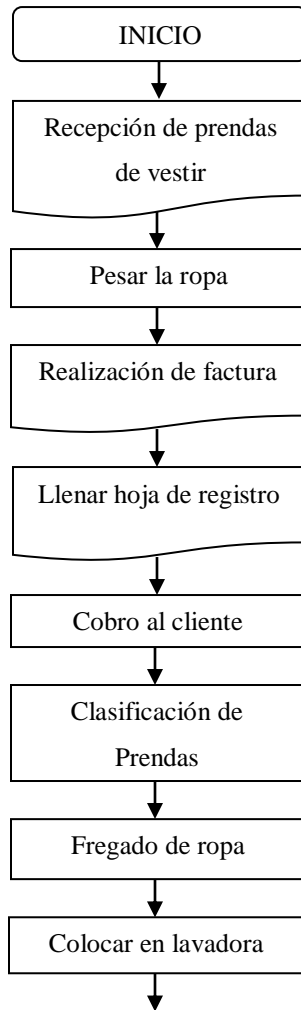 INICIO
Recepción de prendas
de vestir
Pesar la ropa
Realización de factura
Llenar hoja de registro
Cobro al cliente
Clasificación de
Prendas
Fregado de ropa
Colocar en lavadora